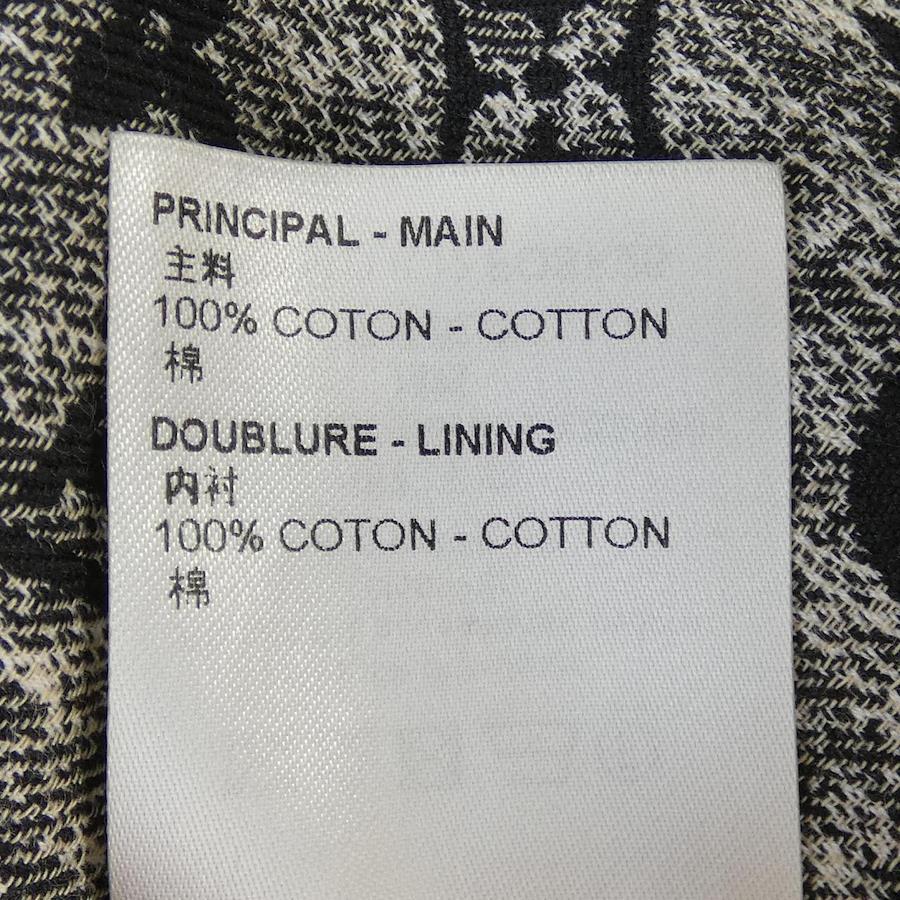 PRINCIPAL - MAIN
主料
100% COTON - COTTON
棉
DOUBLURE - LINING
内衬
100% COTON - COTTON
棉